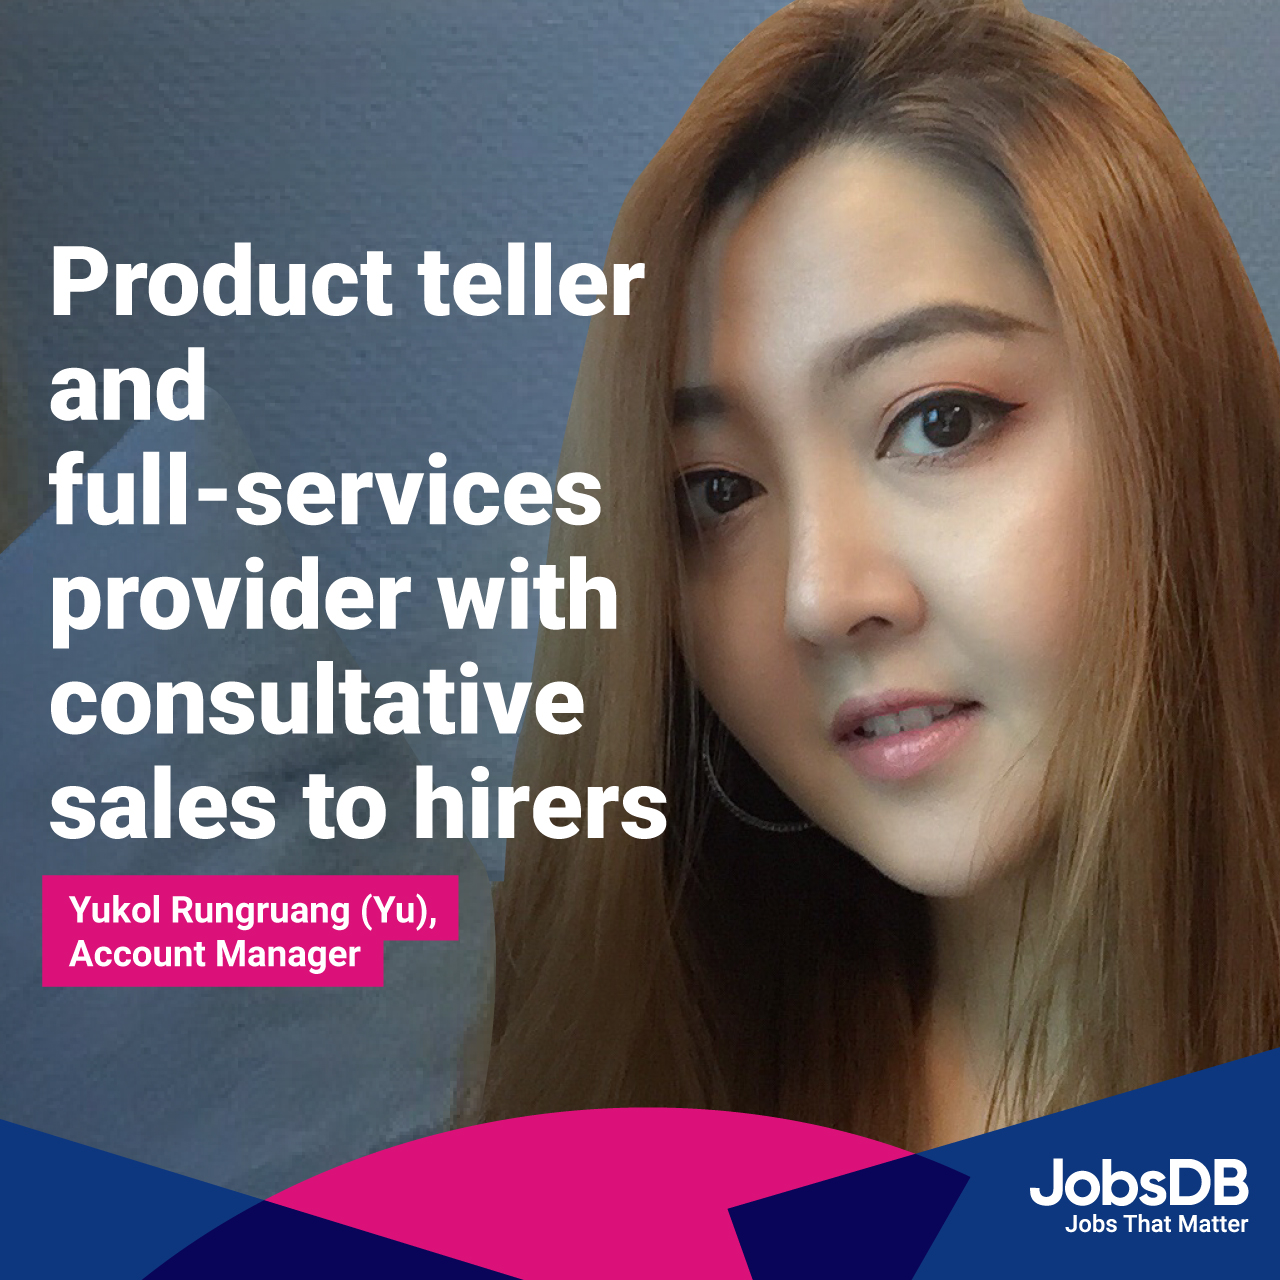 Product teller
and
full-services
provider with
consultative
sales to hirers
Yukol Rungruang (Yu),
Account Manager
JobsDB
Jobs That Matter